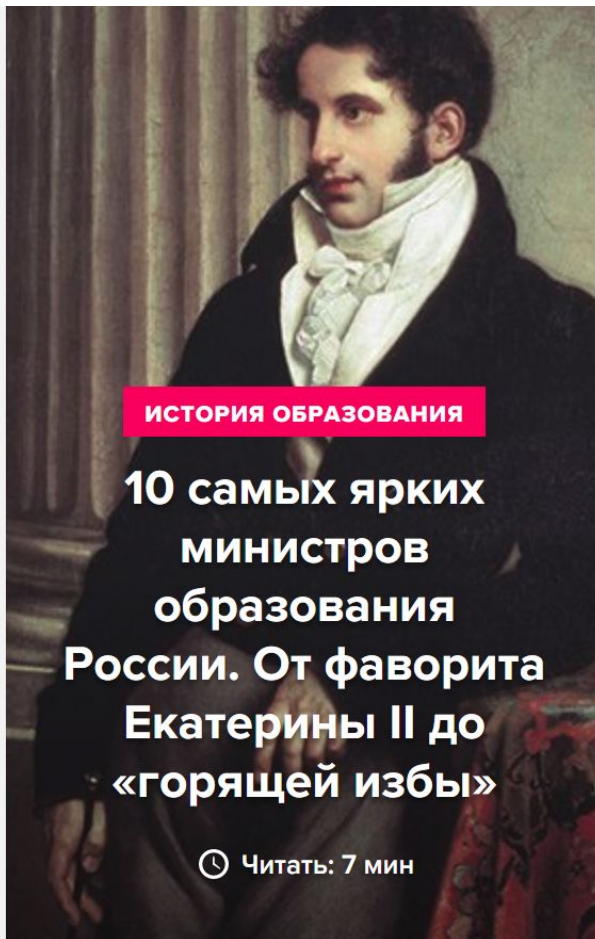 ИСТОРИЯ ОБРАЗОВАНИЯ
10 самых ярких
министров
образования
России. От фаворита
Екатерины II до
«горящей избы»
Читать: 7 мин